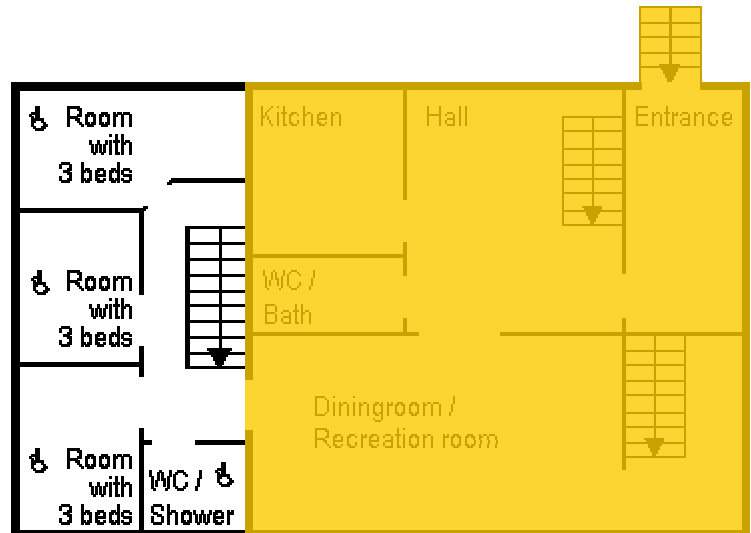 Room
with
3 beds
Kitchen
Hall
Entrance
Room
with
3 beds
WC /
Bath
Diningroom /
Recreation room
Room
with
3 beds
WC /
Shower